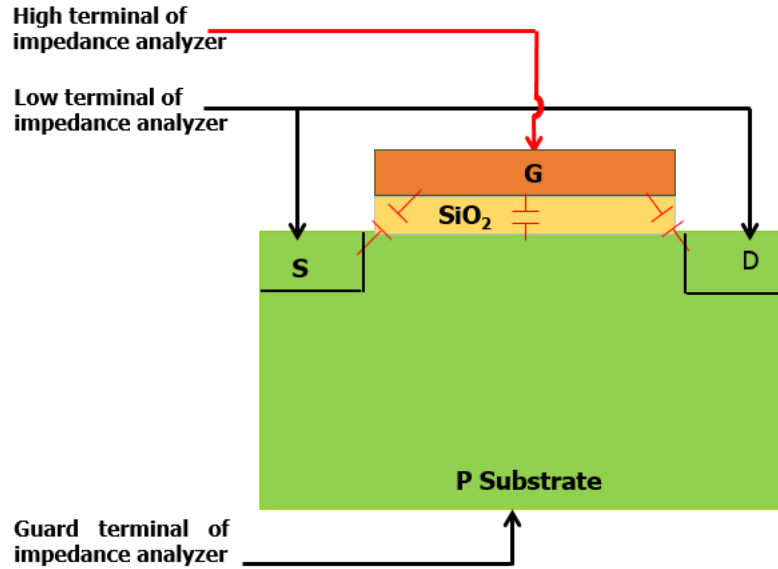 High terminal of
impedance analyzer
Low terminal of
impedance analyzer
G
SiO₂
S
D
P Substrate
Guard terminal of
impedance analyzer